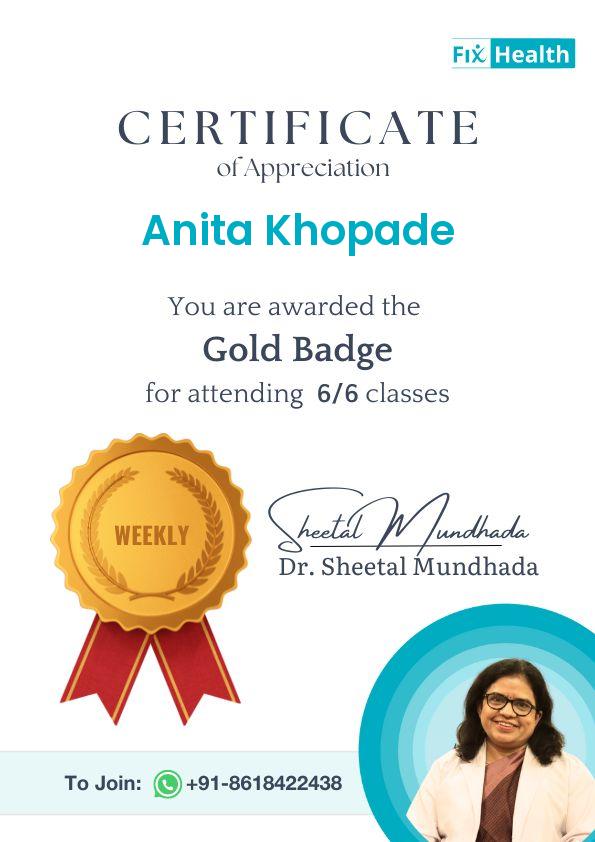 Fix Health
CERTIFICATE
of Appreciation
Anita Khopade
You are awarded the
Gold Badge
for attending 6/6 classes
WEEKLY
Sheetal Mundhada
Dr. Sheetal Mundhada
To Join: +91-8618422438